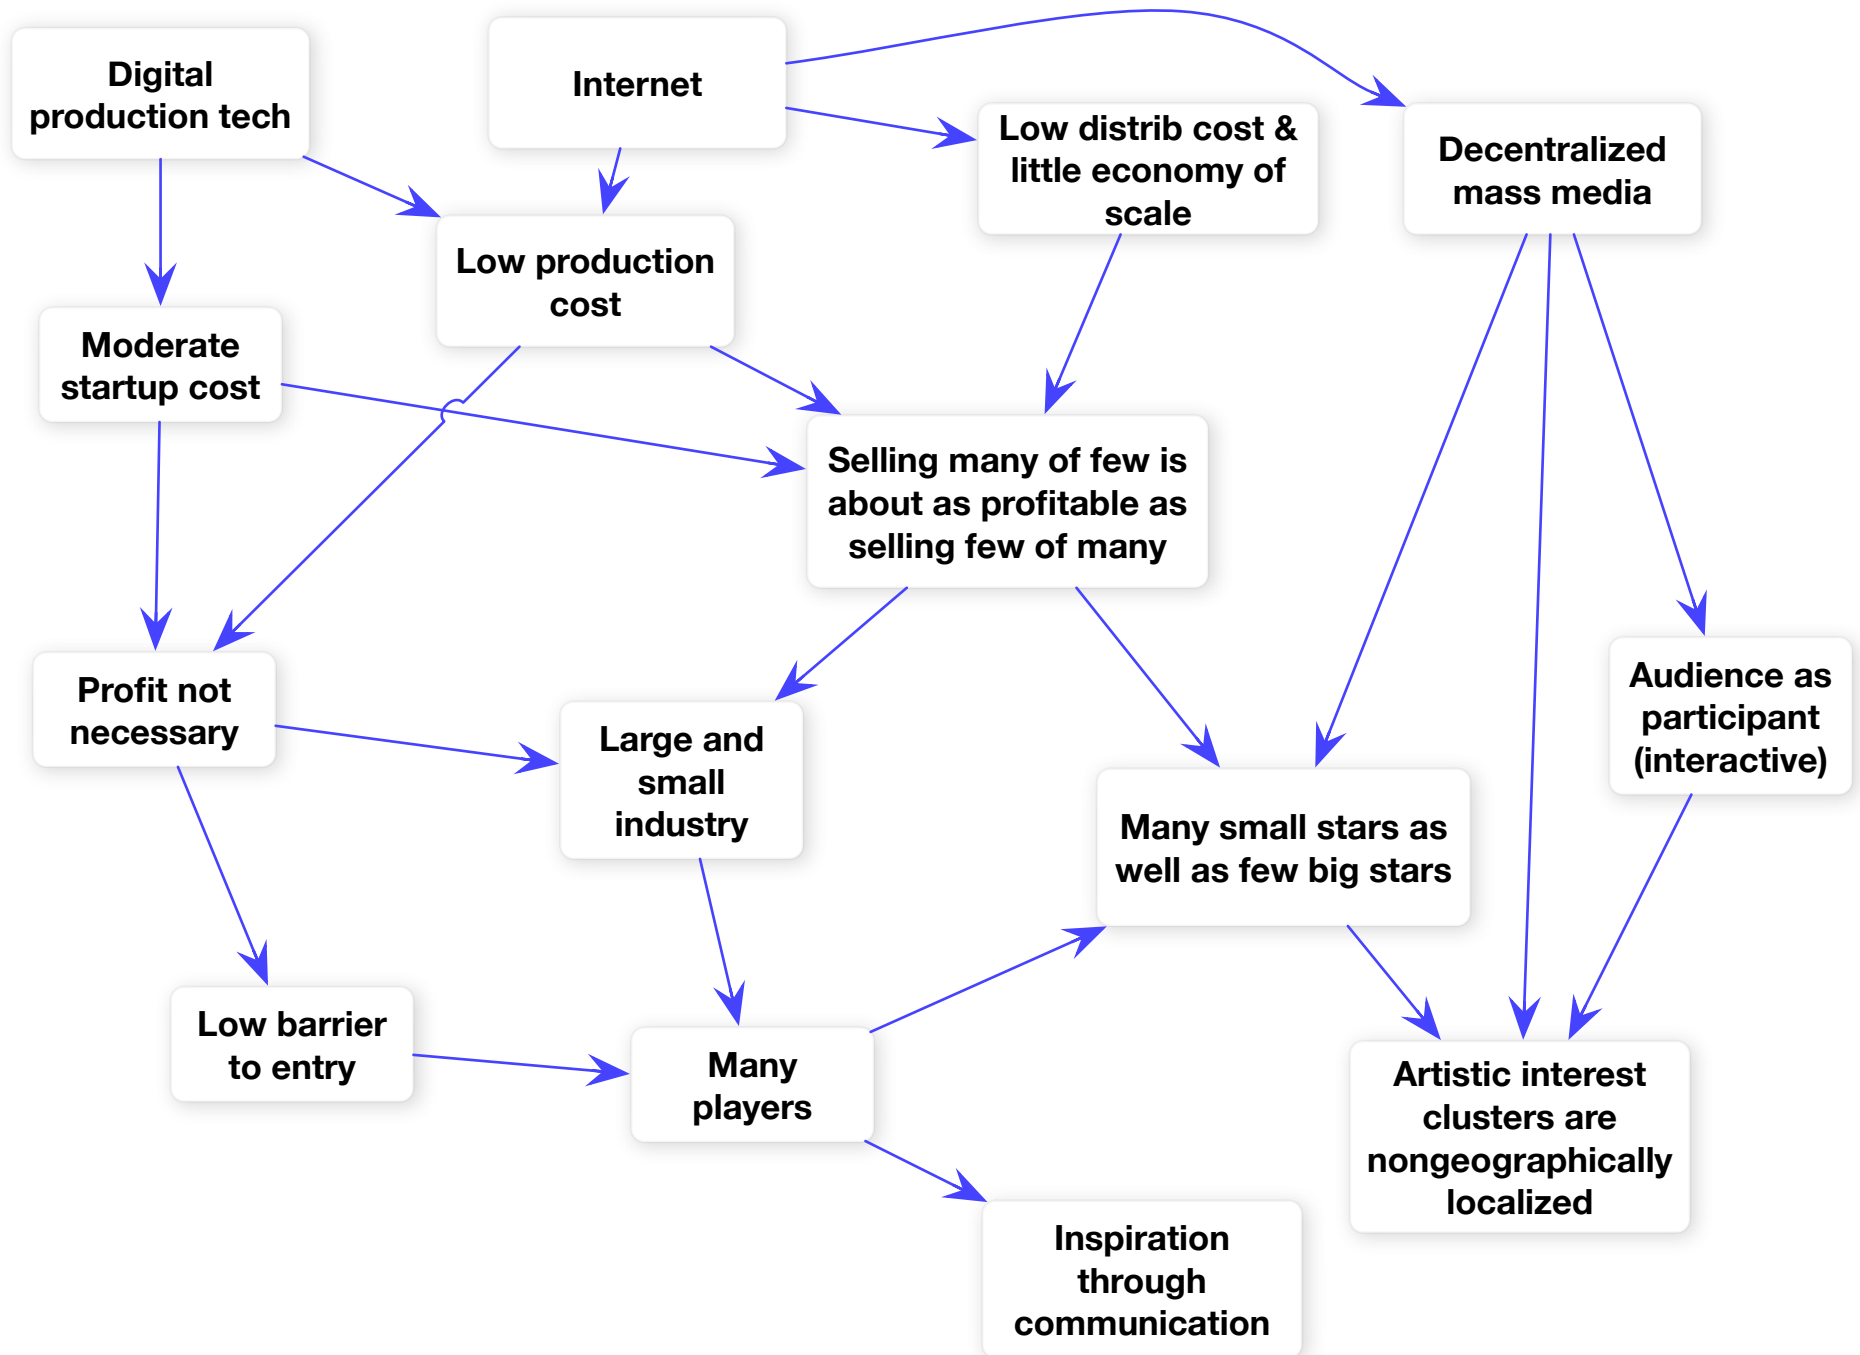 Digital
production tech
Internet
Low distrib cost &
little economy of
scale
Decentralized
mass media
Low production
cost
Moderate
startup cost
Selling many of few is
about as profitable as
selling few of many
Profit not
necessary
Large and
small
industry
Audience as
participant
(interactive)
Many small stars as
well as few big stars
Low barrier
to entry
Many
players
Artistic interest
clusters are
nongeographically
localized
Inspiration
through
communication